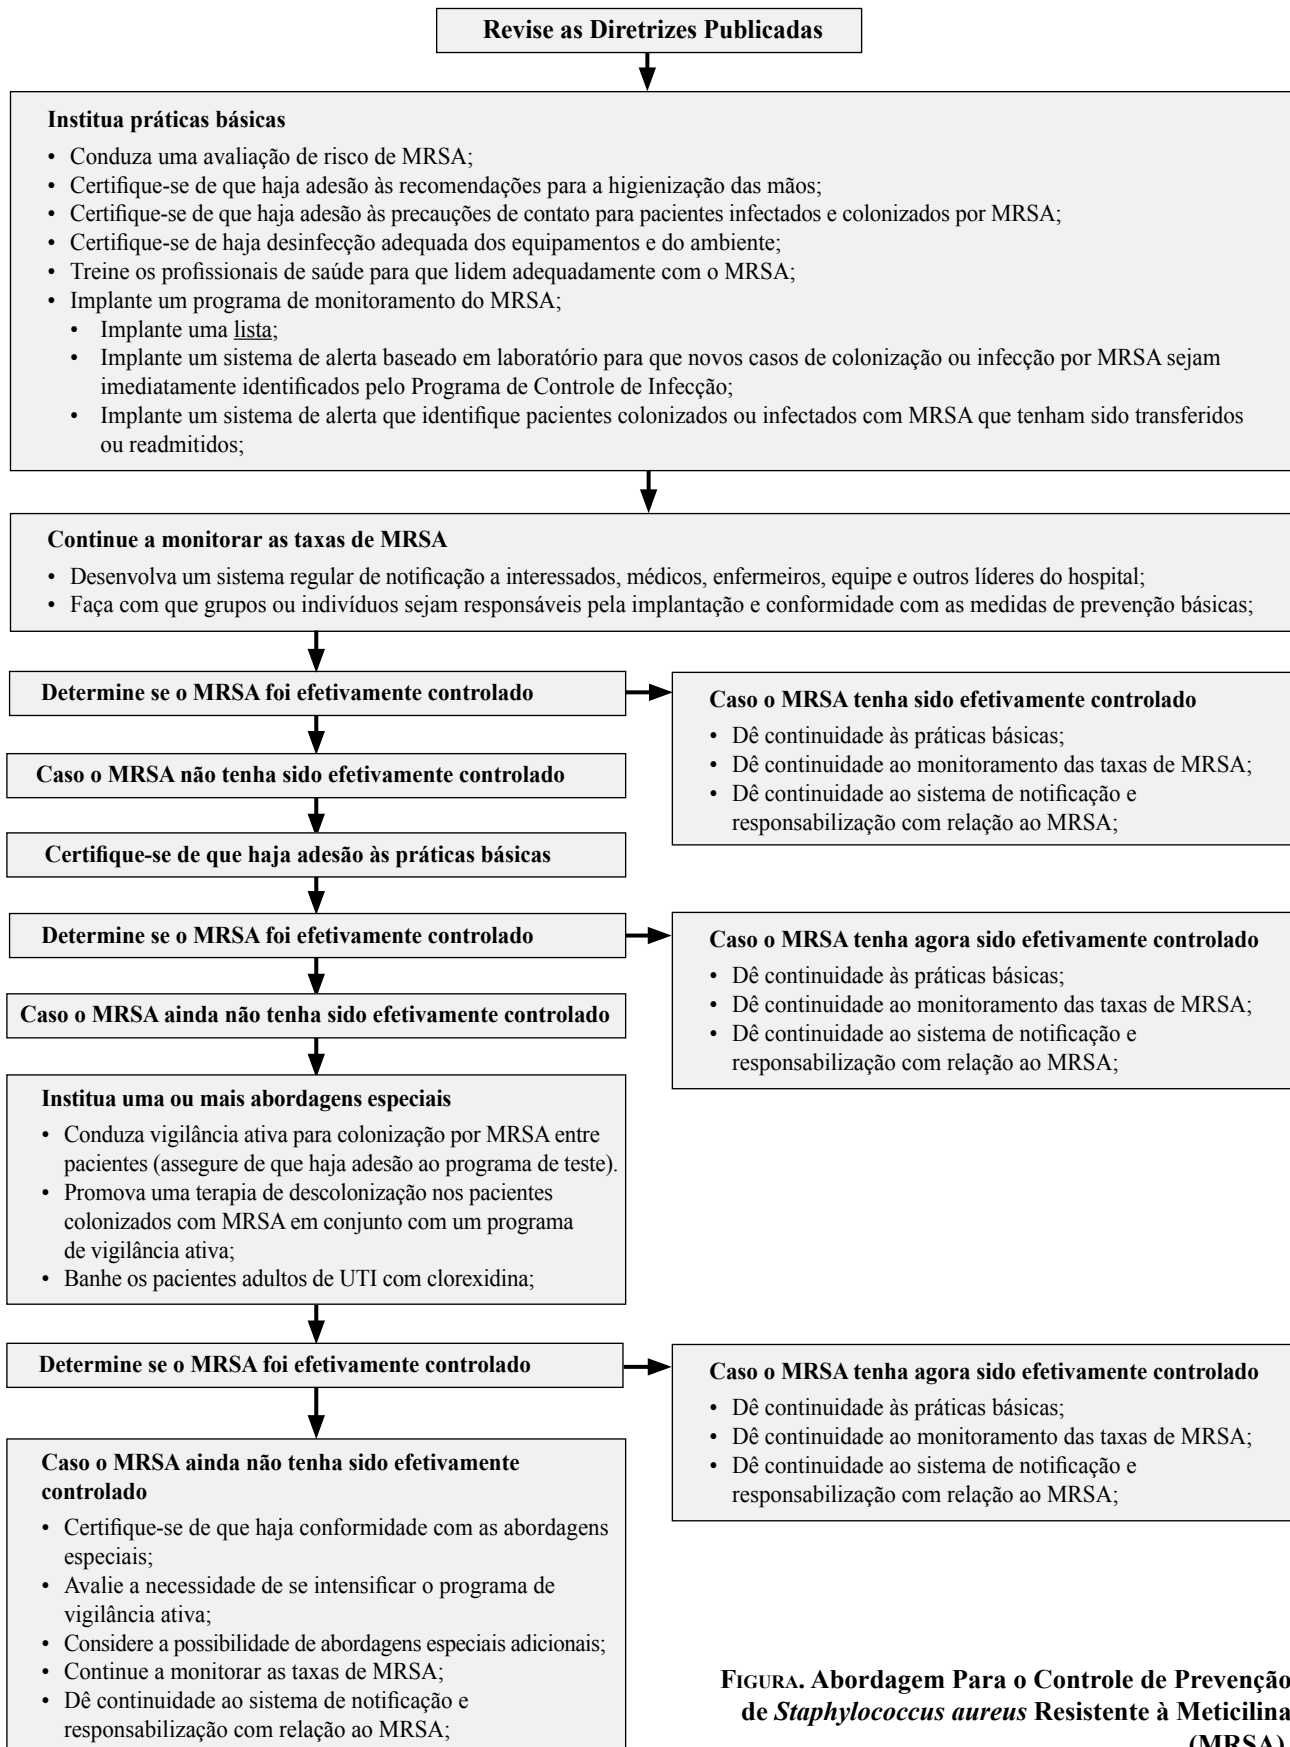 Revise as Diretrizes Publicadas
Institua práticas básicas
• Conduza uma avaliação de risco de MRSA;
• Certifique-se de que haja adesão às recomendações para a higienização das mãos;
• Certifique-se de que haja adesão às precauções de contato para pacientes infectados e colonizados por MRSA;
• Certifique-se de haja desinfecção adequada dos equipamentos e do ambiente;
• Treine os profissionais de saúde para que lidem adequadamente com o MRSA;
• Implante um programa de monitoramento do MRSA;
• Implante uma lista;
• Implante um sistema de alerta baseado em laboratório para que novos casos de colonização ou infecção por MRSA sejam
imediatamente identificados pelo Programa de Controle de Infecção;
• Implante um sistema de alerta que identifique pacientes colonizados ou infectados com MRSA que tenham sido transferidos
ou readmitidos;
Continue a monitorar as taxas de MRSA
• Desenvolva um sistema regular de notificação a interessados, médicos, enfermeiros, equipe e outros líderes do hospital;
• Faça com que grupos ou indivíduos sejam responsáveis pela implantação e conformidade com as medidas de prevenção básicas;
Determine se o MRSA foi efetivamente controlado
Caso o MRSA tenha sido efetivamente controlado
• Dê continuidade às práticas básicas;
• Dê continuidade ao monitoramento das taxas de MRSA;
• Dê continuidade ao sistema de notificação e
responsabilização com relação ao MRSA;
Caso o MRSA não tenha sido efetivamente controlado
Certifique-se de que haja adesão às práticas básicas
Determine se o MRSA foi efetivamente controlado
Caso o MRSA tenha agora sido efetivamente controlado
• Dê continuidade às práticas básicas;
• Dê continuidade ao monitoramento das taxas de MRSA;
• Dê continuidade ao sistema de notificação e
responsabilização com relação ao MRSA;
Caso o MRSA ainda não tenha sido efetivamente controlado
Institua uma ou mais abordagens especiais
• Conduza vigilância ativa para colonização por MRSA entre
pacientes (assegure de que haja adesão ao programa de teste).
• Promova uma terapia de descolonização nos pacientes
colonizados com MRSA em conjunto com um programa
de vigilância ativa;
• Banhe os pacientes adultos de UTI com clorexidina;
Determine se o MRSA foi efetivamente controlado
Caso o MRSA tenha agora sido efetivamente controlado
• Dê continuidade às práticas básicas;
• Dê continuidade ao monitoramento das taxas de MRSA;
• Dê continuidade ao sistema de notificação e
responsabilização com relação ao MRSA;
Caso o MRSA ainda não tenha sido efetivamente
controlado
• Certifique-se de que haja conformidade com as abordagens
especiais;
• Avalie a necessidade de se intensificar o programa de
vigilância ativa;
• Considere a possibilidade de abordagens especiais adicionais;
• Continue a monitorar as taxas de MRSA;
• Dê continuidade ao sistema de notificação e
responsabilização com relação ao MRSA;
FIGURA. Abordagem Para o Controle de Prevenção
de Staphylococcus aureus Resistente à Meticilina
(MRSA)